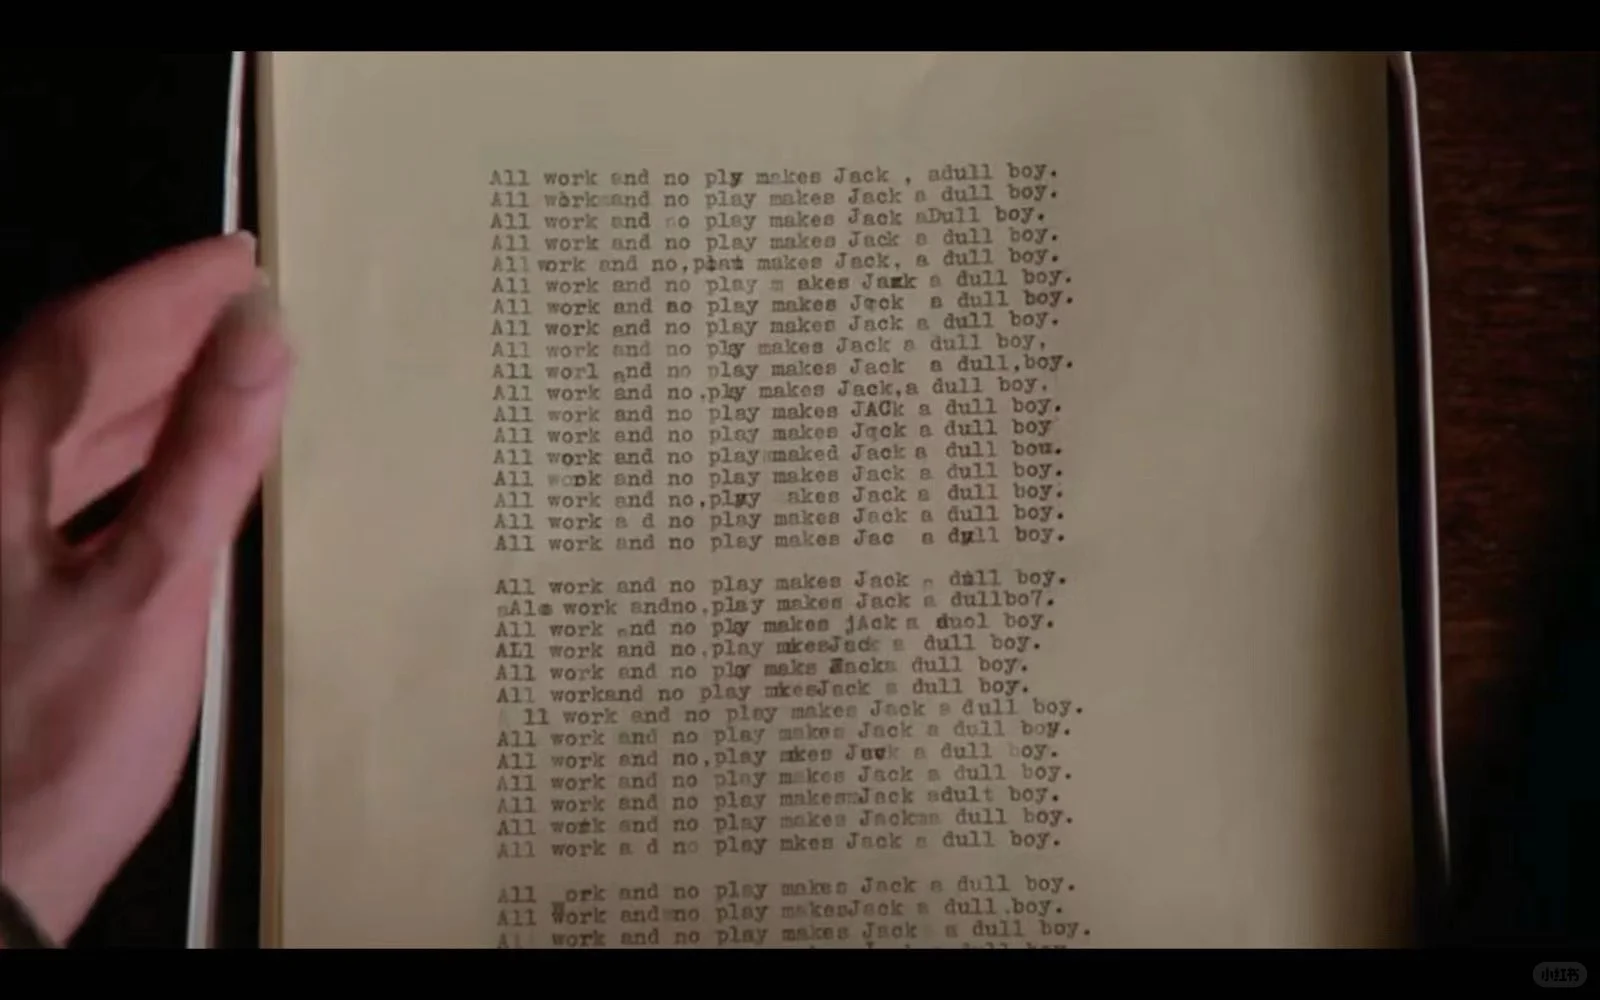 All work and no ply makes Jack , adull boy.
All work and no play makes Jack a dull boy.
All work and no play makes Jack aDull boy.
All work and no play makes Jack a dull boy.
All work and no, makes Jack, a dull boy.
All work and no play m akes Jack a dull boy.
All work and no play makes Jack a dull boy.
All work and no play makes Jack a dull boy.
All work and no ply makes Jack a dull boy,
All worl and no play makes Jack a dull,boy.
All work and no,ply makes Jack,a dull boy.
All work and no play makes JACk a dull boy.
All work and no play makes Jqck a dull boy
All work and no play maked Jack a dull bou.
All work and no play makes Jack a dull boy.
All work and no,plyy akes Jack a dull boy.
All work a d no play makes Jack a dull boy.
All work and no play makes Jac a dull boy.
All work and no play makes Jack a dull boy.
work andno,play makes Jack a dullbo7.
All work and no ply makes jAck a duol boy.
ALl work and no,play mkesJack a dull boy.
All work and no ply maks dull boy.
All workand no play mkesJack a dull boy.
ll work and no play makes Jack a dull boy.
All work and no play makes Jack a dull boy.
All work and no,play mkes a dull boy.
All work and no play makes Jack a dull boy.
All work and no play makes Jack adult boy.
All work and no play makes Jack dull boy.
All work a d no play mkes Jack a dull boy.
All ork and no play makes Jack a dull boy.
All Work and no play makesJack a dull .boy.
work and no play makes Jack a dull boy.
小红书